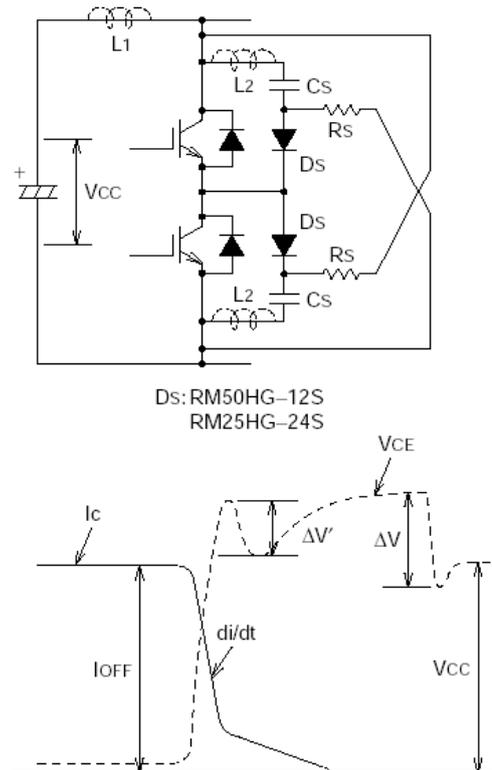 L1
L2
CS
RS
DS
+
VCC
DS
RS
L2
CS
DS: RM50HG–12S
RM25HG–24S
VCE
IC
ΔV′
ΔV
di/dt
IOFF
VCC